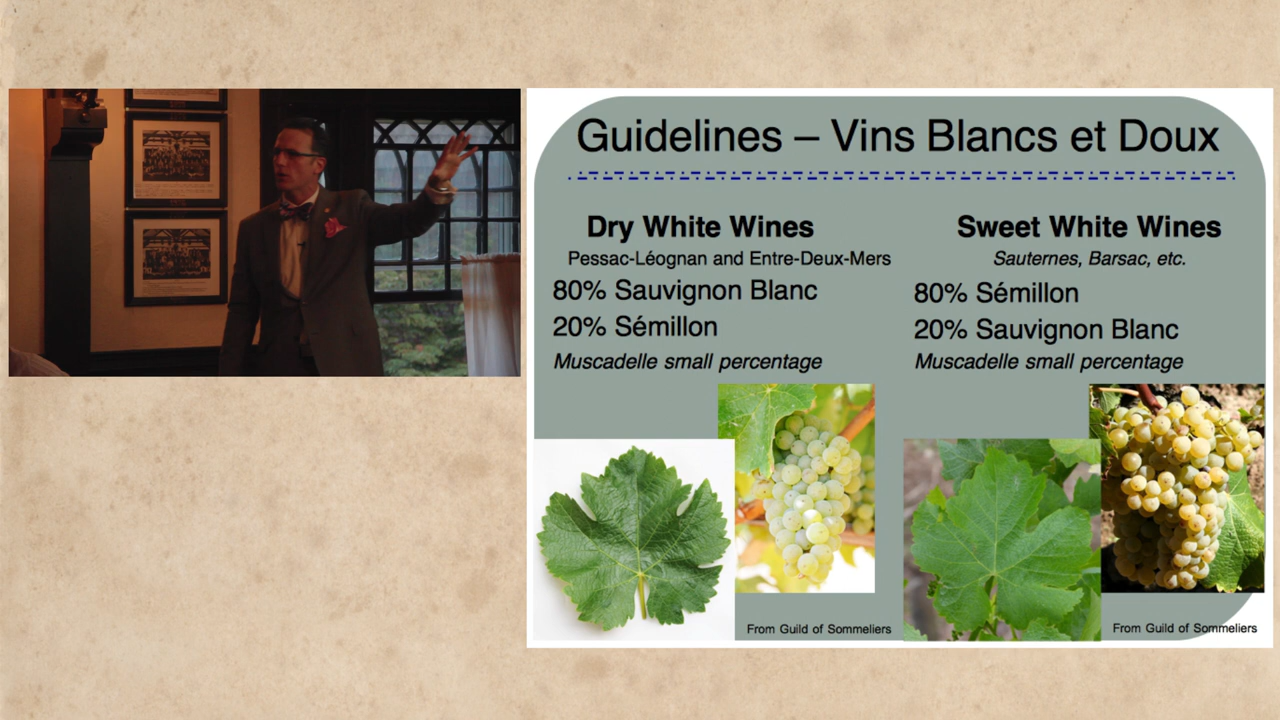 Guidelines – Vins Blancs et Doux
Dry White Wines
Pessac-Léognan and Entre-Deux-Mers
80% Sauvignon Blanc
20% Sémillon
Muscadelle small percentage
From Guild of Sommeliers
Sweet White Wines
Sauternes, Barsac, etc.
80% Sémillon
20% Sauvignon Blanc
Muscadelle small percentage
From Guild of Sommeliers